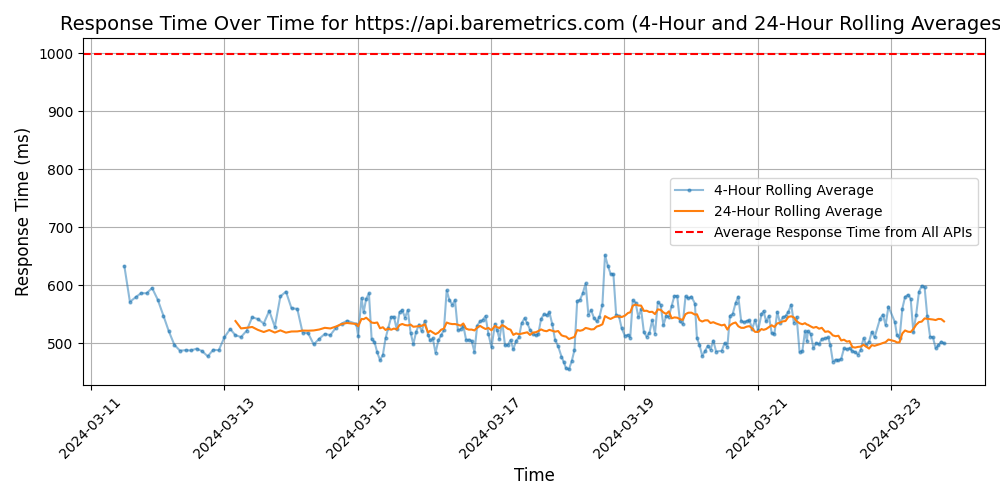 Response Time Over Time for https://api.baremetrics.com (4-Hour and 24-Hour Rolling Averages
Response Time (ms)
1000
900
800
700
600
500
4-Hour Rolling Average
24-Hour Rolling Average
Average Response Time from All APIs
2024-03-11
2024-03-13
2024-03-15
2024-03-17
2024-03-19
2024-03-21
2024-03-23
Time